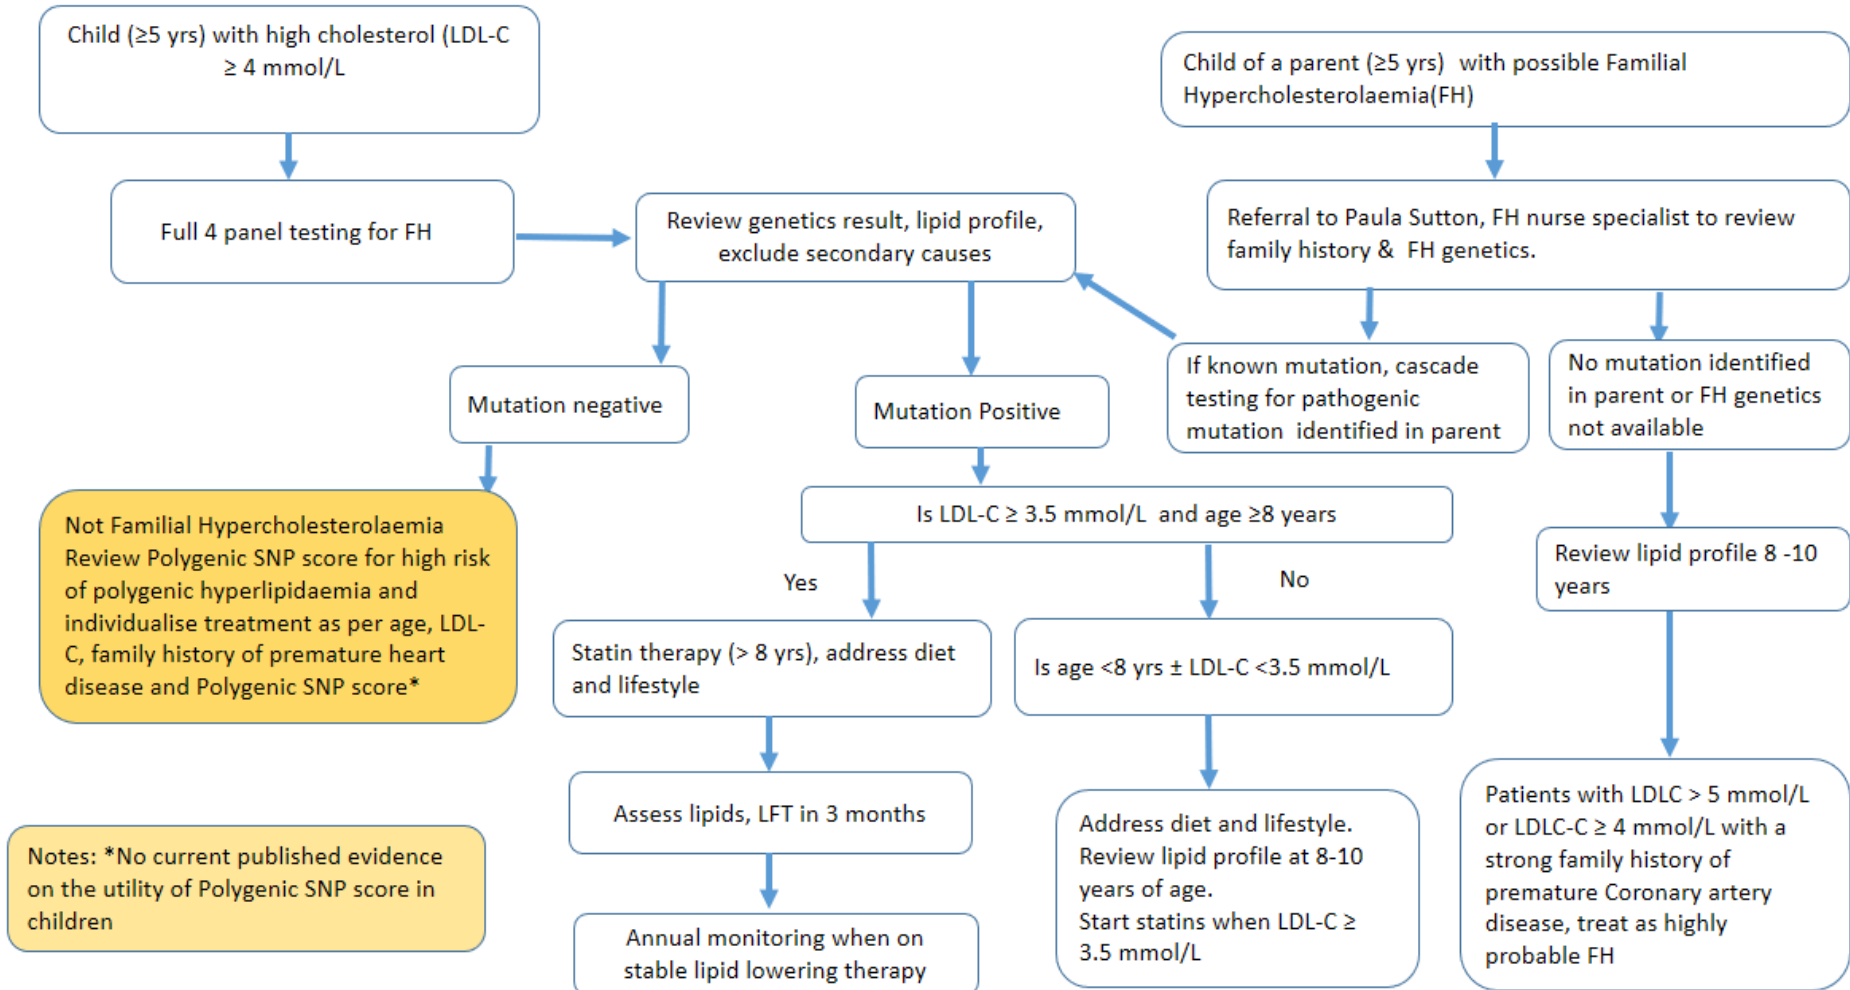 Child (≥5 yrs) with high cholesterol (LDL-C
≥ 4 mmol/L
Child of a parent (≥5 yrs)  with possible Familial
Hypercholesterolaemia(FH)
Full 4 panel testing for FH
Review genetics result, lipid profile,
exclude secondary causes
Referral to Paula Sutton, FH nurse specialist to review
family history &  FH genetics.
Mutation negative
Mutation Positive
If known mutation, cascade
testing for pathogenic
mutation  identified in parent
No mutation identified
in parent or FH genetics
not available
Not Familial Hypercholesterolaemia
Review Polygenic SNP score for high risk
of polygenic hyperlipidaemia and
individualise treatment as per age, LDL-
C, family history of premature heart
disease and Polygenic SNP score*
Is LDL-C ≥ 3.5 mmol/L  and age ≥8 years
Yes
No
Review lipid profile 8 -10
years
Statin therapy (> 8 yrs), address diet
and lifestyle
Is age <8 yrs ± LDL-C <3.5 mmol/L
Assess lipids, LFT in 3 months
Address diet and lifestyle.
Review lipid profile at 8-10
years of age.
Start statins when LDL-C ≥
3.5 mmol/L
Patients with LDLC > 5 mmol/L
or LDLC-C ≥ 4 mmol/L with a
strong family history of
premature Coronary artery
disease, treat as highly
probable FH
Notes: *No current published evidence
on the utility of Polygenic SNP score in
children
Annual monitoring when on
stable lipid lowering therapy